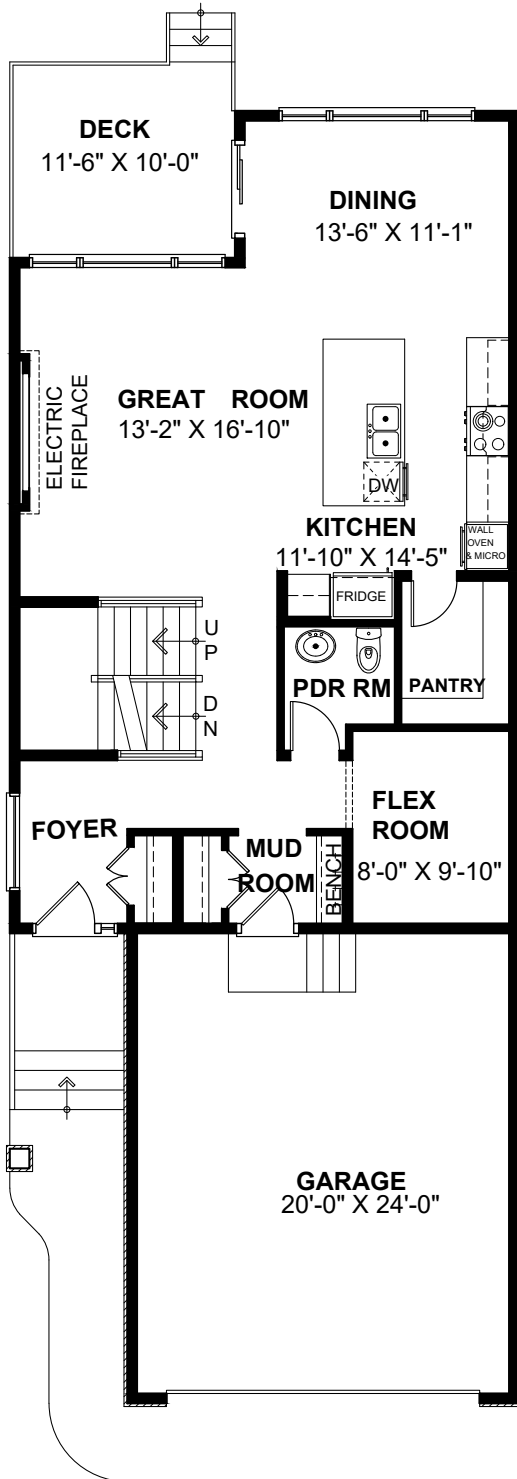 DECK
11'-6" X 10'-0"
DINING
13'-6" X 11'-1"
ELECTRIC
FIREPLACE
GREAT ROOM
13'-2" X 16'-10"
DW
KITCHEN
11'-10" X 14'-5"
WALL
OVEN
& MICRO
FRIDGE
UP
DN
PDR RM
PANTRY
FOYER
MUD
ROOM
BENCH
FLEX
ROOM
8'-0" X 9'-10"
GARAGE
20'-0" X 24'-0"